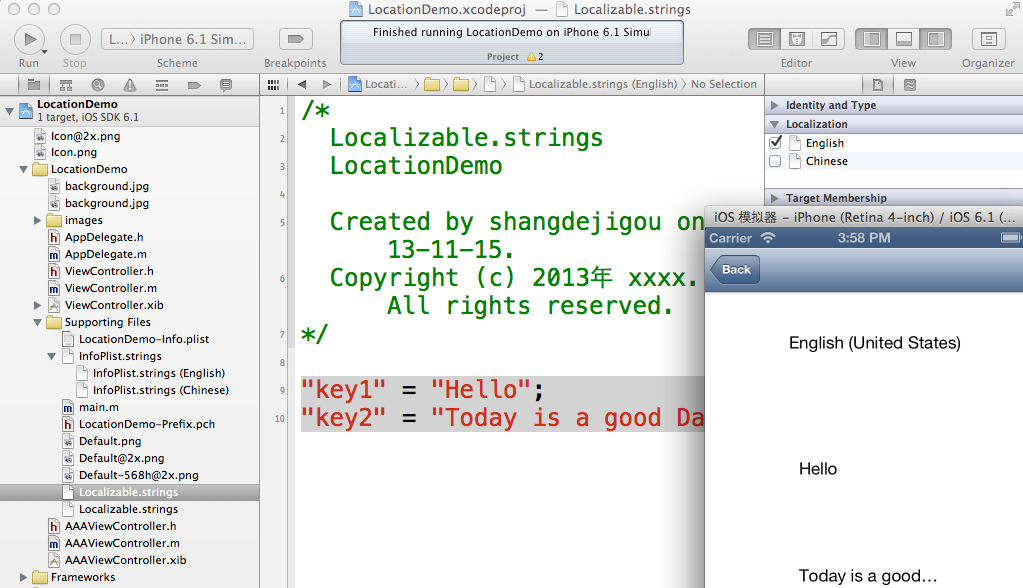 LocationDemo.xcodeproj — Localizable.strings
Run
Stop
L...〉iPhone 6.1 Sim...
Scheme
Breakpoints
Finished running LocationDemo on iPhone 6.1 Simul
Project 2
Editor
View
Organizer
LocationDemo
1 target, iOS SDK 6.1
Icon@2x.png
Icon.png
LocationDemo
background.jpg
background.jpg
images
AppDelegate.h
AppDelegate.m
ViewController.h
ViewController.m
ViewController.xib
Supporting Files
LocationDemo-Info.plist
InfoPlist.strings
InfoPlist.strings (English)
InfoPlist.strings (Chinese)
main.m
LocationDemo-Prefix.pch
Default.png
Default@2x.png
Default-568h@2x.png
Localizable.strings
Localizable.strings
AAAViewController.h
AAAViewController.m
AAAViewController.xib
Frameworks
Locati... Localizable.strings (English) No Selection
1 /*
2 Localizable.strings
3 LocationDemo
4
5 Created by shangdejigou on
13-11-15.
6 Copyright (c) 2013年 xxxx.
All rights reserved.
7 */
8
9 "key1" = "Hello";
10 "key2" = "Today is a good Da
Identity and Type
Localization
English
Chinese
Target Membership
iOS 模拟器 – iPhone (Retina 4-inch) / iOS 6.1 (...
Carrier 3:58 PM
Back
English (United States)
Hello
Today is a good...